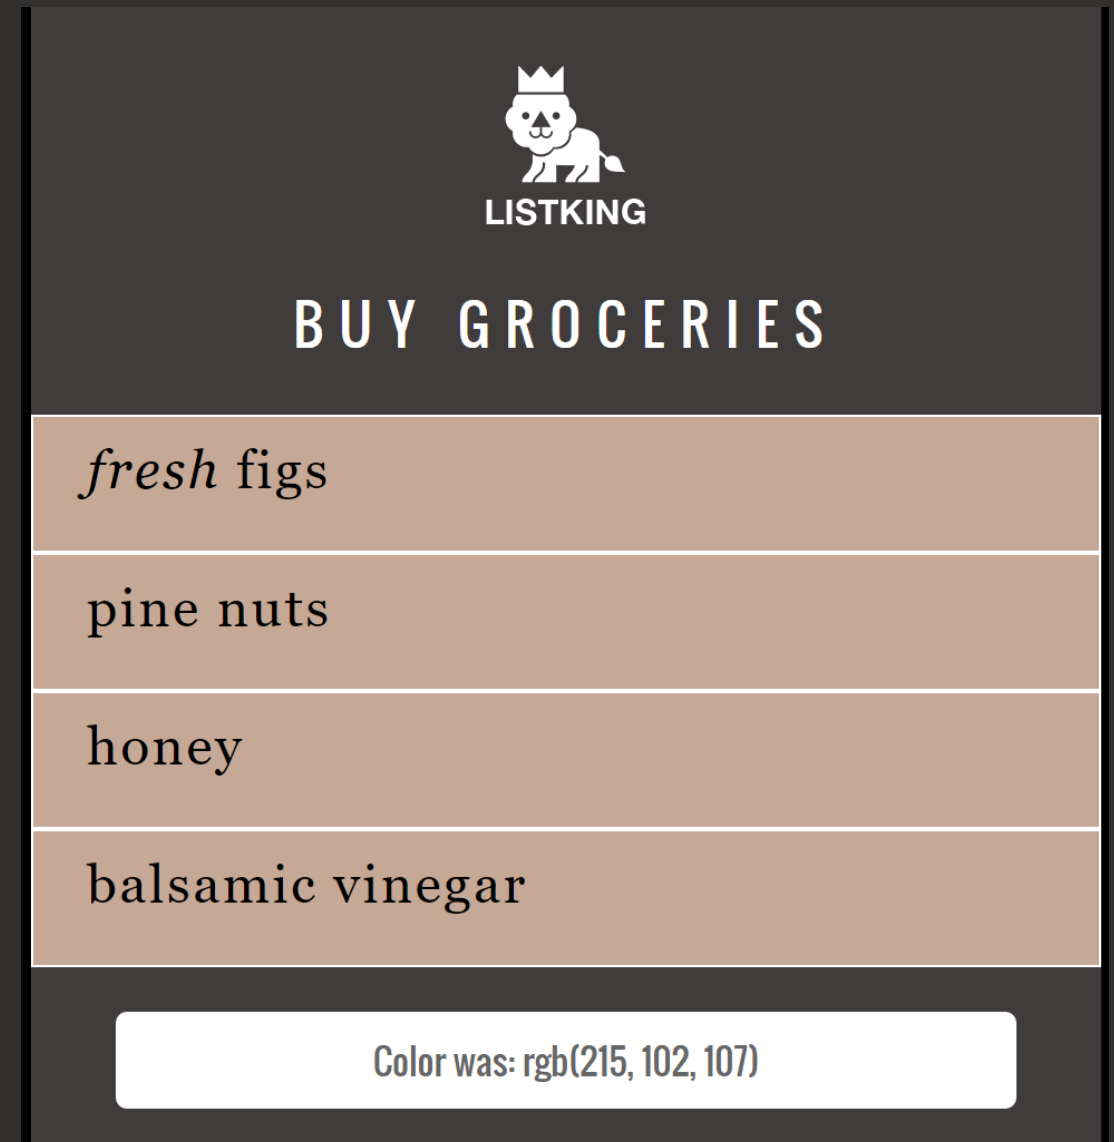 LISTKING
BUY GROCERIES
fresh figs
pine nuts
honey
balsamic vinegar
Color was: rgb(215, 102, 107)